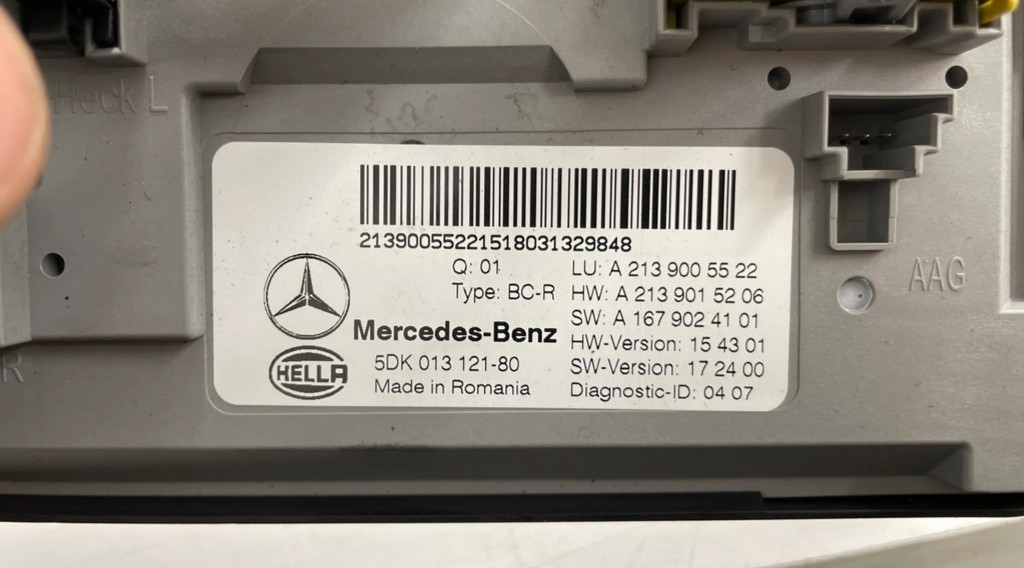 Heck L
21390055221518031329848
Q: 01
Type: BC-R
LU: A 213 900 55 22
HW: A 213 901 52 06
SW: A 167 902 41 01
HW-Version: 15 43 01
SW-Version: 17 24 00
Diagnostic-ID: 04 07
Mercedes-Benz
HELLA
5DK 013 121-80
Made in Romania
AAG
R